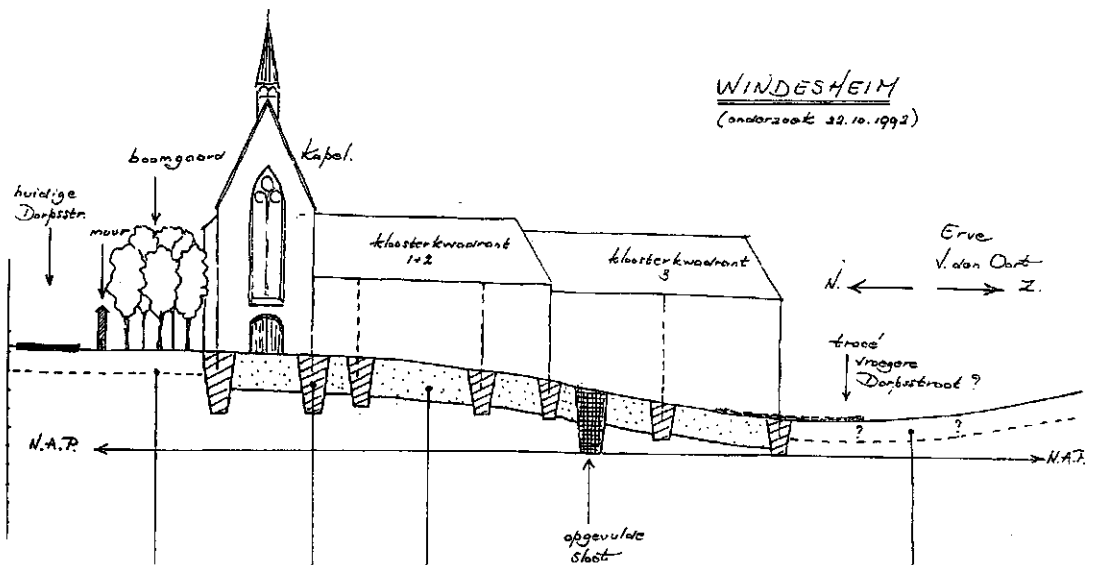 WINDESHEIM
(onderzoek 22.10.1992)
boomgaard
Kapel.
huidige
Dorpsstr.
muur
kloosterkwadrant
1+2
kloosterkwadrant
3
Erve
V. den Oort
N.
Z.
tracé
vroegere
Dorpsstraat ?
?
?
N.A.P.
N.A.P.
opgevulde
sloot